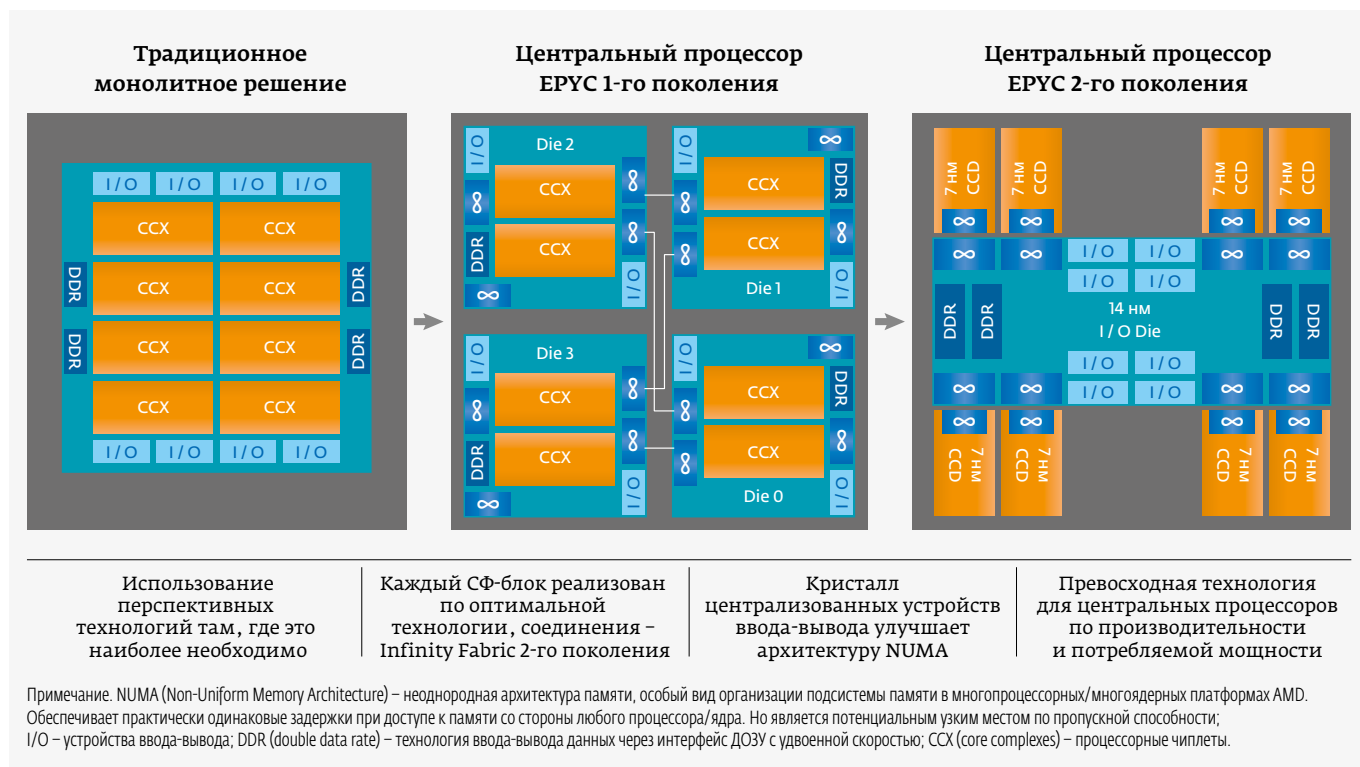 Традиционное
монолитное решение
Центральный процессор
EPYC 1-го поколения
Центральный процессор
EPYC 2-го поколения
I/O I/O I/O I/O
CCX CCX
DDR CCX CCX DDR
DDR CCX CCX DDR
CCX CCX
I/O I/O I/O I/O
I/O Die 2
∞
CCX
∞
CCX
∞
DDR
∞
I/O
I/O
∞
∞
CCX
DDR
∞
CCX
∞
Die 1
I/O
I/O Die 3
CCX
∞
∞
CCX
∞
DDR
∞
I/O
I/O
∞
CCX
DDR
∞
CCX
∞
∞
Die 0
I/O
7 нм
CCD
7 нм
CCD
7 нм
CCD
7 нм
CCD
∞ ∞ ∞ ∞
∞ ∞ I/O I/O ∞ ∞
I/O I/O
DDR DDR
14 нм
I/O Die
DDR DDR
I/O I/O
∞ ∞ I/O I/O ∞ ∞
∞ ∞ ∞ ∞
7 нм
CCD
7 нм
CCD
7 нм
CCD
7 нм
CCD
Использование
перспективных
технологий там, где это
наиболее необходимо
Каждый СФ-блок реализован
по оптимальной
технологии, соединения –
Infinity Fabric 2-го поколения
Кристалл
централизованных устройств
ввода-вывода улучшает
архитектуру NUMA
Превосходная технология
для центральных процессоров
по производительности
и потребляемой мощности
Примечание. NUMA (Non-Uniform Memory Architecture) – неоднородная архитектура памяти, особый вид организации подсистемы памяти в многопроцессорных/многоядерных платформах AMD.
Обеспечивает практически одинаковые задержки при доступе к памяти со стороны любого процессора/ядра. Но является потенциальным узким местом по пропускной способности;
I/O – устройства ввода-вывода; DDR (double data rate) – технология ввода-вывода данных через интерфейс ДОЗУ с удвоенной скоростью; CCX (core complexes) – процессорные чиплеты.